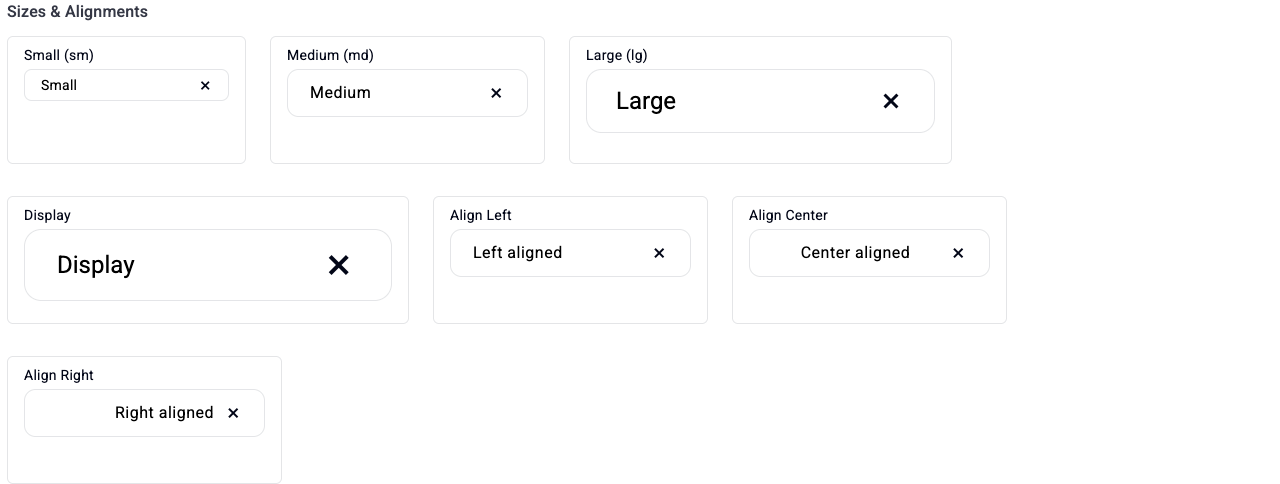 Sizes & Alignments
Small (sm)
Small
Medium (md)
Medium
Large (lg)
Large
Display
Display
Align Left
Left aligned
Align Center
Center aligned
Align Right
Right aligned